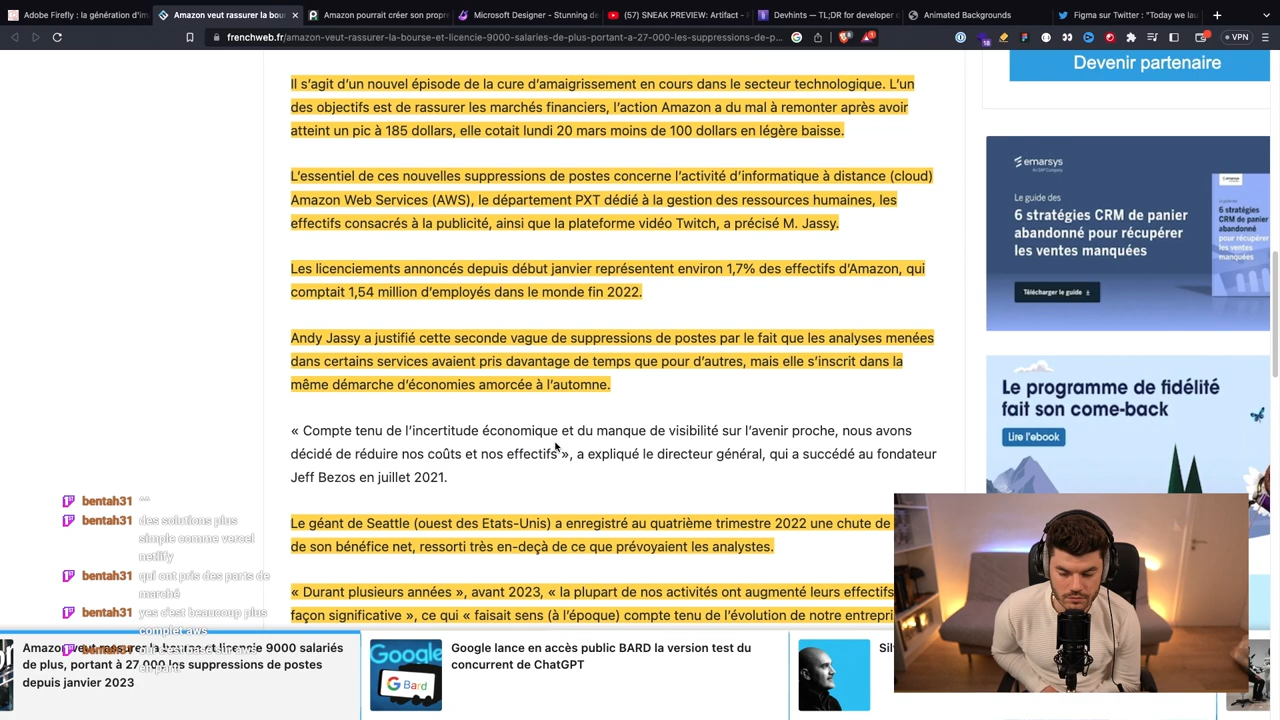 Adobe Firefly : la génération d'im
Amazon veut rassurer la bou
Amazon pourrait créer son propr
Microsoft Designer - Stunning de
(57) SNEAK PREVIEW: Artifact -
Devhints — TL;DR for developer d
Animated Backgrounds
Figma sur Twitter : "Today we lau
frenchweb.fr/amazon-veut-rassurer-la-bourse-et-licencie-9000-salaries-de-plus-portant-a-27-000-les-suppressions-de-p...
VPN
Il s'agit d'un nouvel épisode de la cure d'amaigrissement en cours dans le secteur technologique. L'un
des objectifs est de rassurer les marchés financiers, l'action Amazon a du mal à remonter après avoir
atteint un pic à 185 dollars, elle cotait lundi 20 mars moins de 100 dollars en légère baisse.
L'essentiel de ces nouvelles suppressions de postes concerne l'activité d'informatique à distance (cloud)
Amazon Web Services (AWS), le département PXT dédié à la gestion des ressources humaines, les
effectifs consacrés à la publicité, ainsi que la plateforme vidéo Twitch, a précisé M. Jassy.
Les licenciements annoncés depuis début janvier représentent environ 1,7% des effectifs d'Amazon, qui
comptait 1,54 million d'employés dans le monde fin 2022.
Andy Jassy a justifié cette seconde vague de suppressions de postes par le fait que les analyses menées
dans certains services avaient pris davantage de temps que pour d'autres, mais elle s'inscrit dans la
même démarche d'économies amorcée à l'automne.
« Compte tenu de l'incertitude économique et du manque de visibilité sur l'avenir proche, nous avons
décidé de réduire nos coûts et nos effectifs », a expliqué le directeur général, qui a succédé au fondateur
Jeff Bezos en juillet 2021.
Le géant de Seattle (ouest des Etats-Unis) a enregistré au quatrième trimestre 2022 une chute de
de son bénéfice net, ressorti très en-deçà de ce que prévoyaient les analystes.
« Durant plusieurs années », avant 2023, « la plupart de nos activités ont augmenté leurs effectifs
façon significative », ce qui « faisait sens (à l'époque) compte tenu de l'évolution de notre entrepri
Devenir partenaire
emarsys
Le guide des
6 stratégies CRM de panier
abandonné pour récupérer
les ventes manquées
Télécharger le guide
6 stratégies
CRM de panier
abandonné
pour récupérer
les ventes
manquées
Le programme de fidélité
fait son come-back
Lire l'ebook
bentah31 ^^
bentah31 des solutions plus
simple comme vercel
netlify
bentah31 qui ont pris des parts de
marché
bentah31 yes c'est beaucoup plus
complet aws
bentah31
Amazon veut rassurer la bourse et licencie 9000 salariés
de plus, portant à 27 000 les suppressions de postes
depuis janvier 2023
Google
Bard
Google lance en accès public BARD la version test du
concurrent de ChatGPT